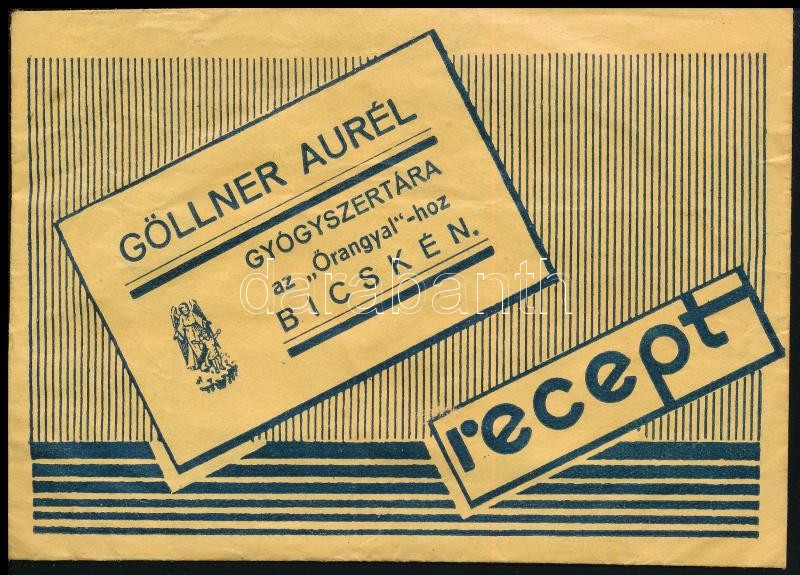 GÖLLNER AURÉL
GYÓGYSZERTÁRA
az „Őrangyal"-hoz
BICSKÉN.
darabanth
recept